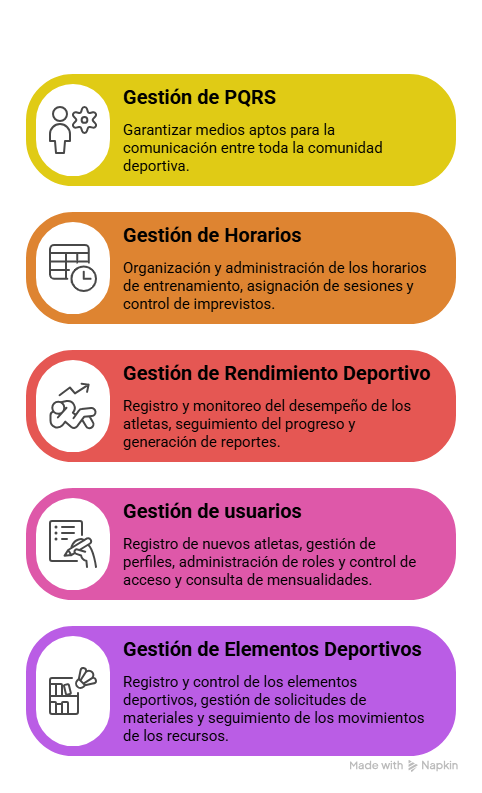 Gestión de PQRS
Garantizar medios aptos para la
comunicación entre toda la comunidad
deportiva.
Gestión de Horarios
Organización y administración de los horarios
de entrenamiento, asignación de sesiones y
control de imprevistos.
Gestión de Rendimiento Deportivo
Registro y monitoreo del desempeño de los
atletas, seguimiento del progreso y
generación de reportes.
Gestión de usuarios
Registro de nuevos atletas, gestión de
perfiles, administración de roles y control de
acceso y consulta de mensualidades.
Gestión de Elementos Deportivos
Registro y control de los elementos
deportivos, gestión de solicitudes de
materiales y seguimiento de los movimientos
de los recursos.
Made with Napkin